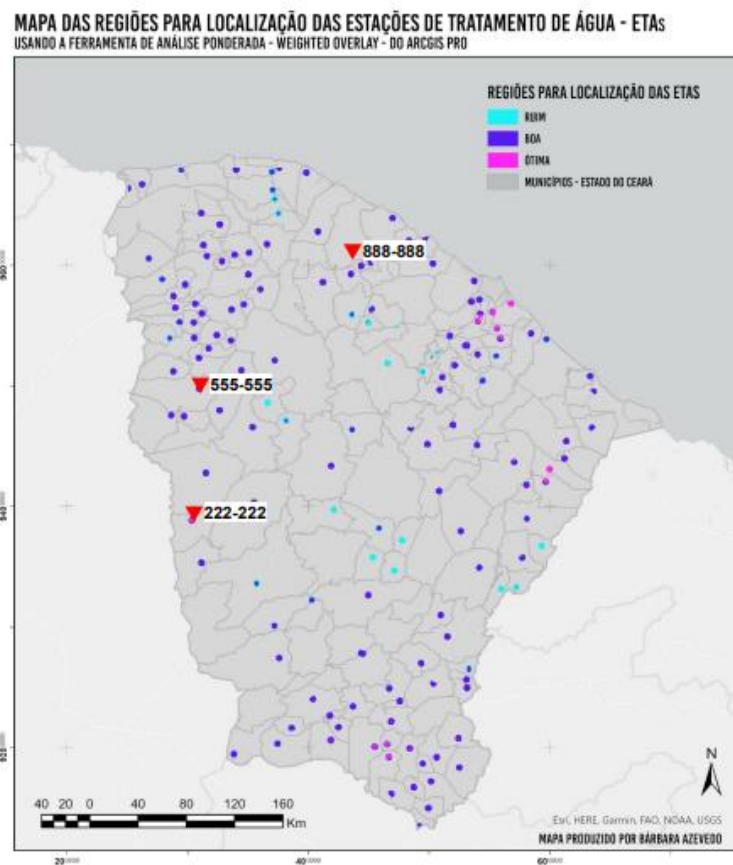 MAPA DAS REGIÕES PARA LOCALIZAÇÃO DAS ESTAÇÕES DE TRATAMENTO DE ÁGUA - ETAs
USANDO A FERRAMENTA DE ANÁLISE PONDERADA - WEIGHTED OVERLAY - DO ARCGIS PRO
REGIÕES PARA LOCALIZAÇÃO DAS ETAS
RUIM
BOA
ÓTIMA
MUNICÍPIOS - ESTADO DO CEARÁ
888-888
555-555
222-222
N
40 20 0 40 80 120 160
Km
Esri, HERE, Garmin, FAO, NOAA, USGS
MAPA PRODUZIDO POR BÁRBARA AZEVEDO